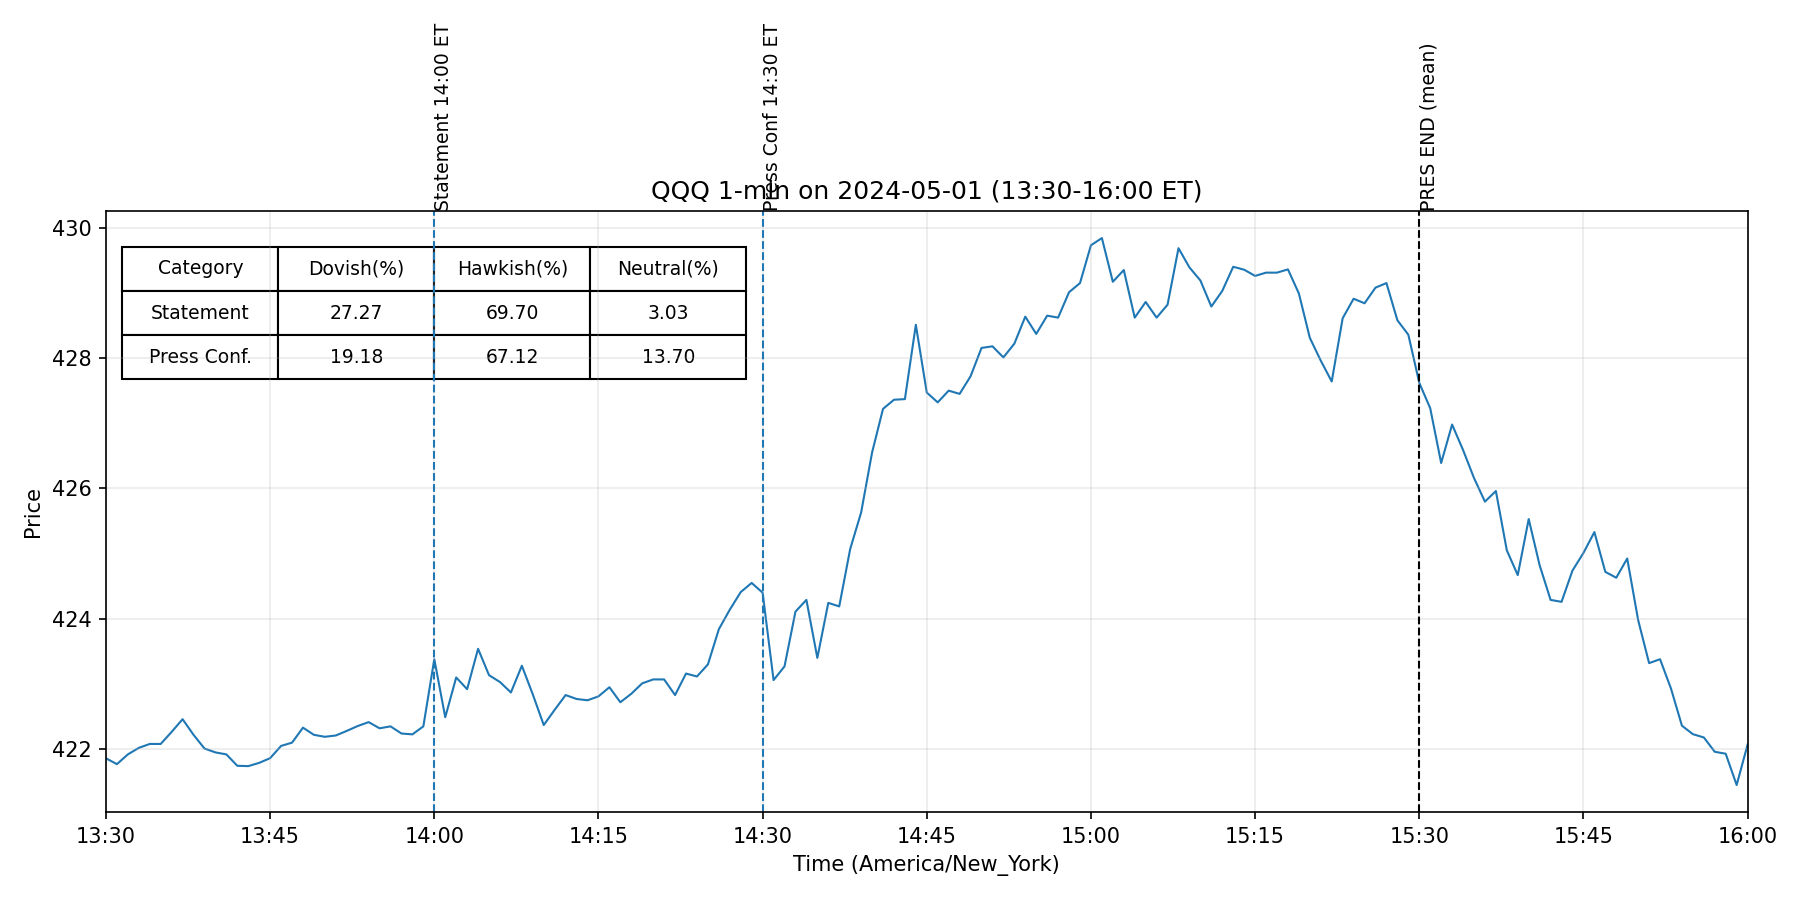 Statement 14:00 ET
Press Conf 14:30 ET
PRES END (mean)
QQQ 1-min on 2024-05-01 (13:30-16:00 ET)
Category Dovish(%) Hawkish(%) Neutral(%)
Statement 27.27 69.70 3.03
Press Conf. 19.18 67.12 13.70
430
428
426
424
422
Price
13:30 13:45 14:00 14:15 14:30 14:45 15:00 15:15 15:30 15:45 16:00
Time (America/New_York)